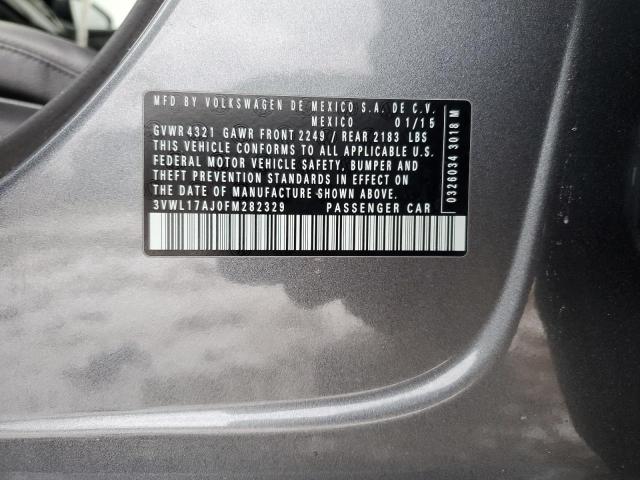 MFD BY VOLKSWAGEN DE MEXICO S.A. DE C.V.
MEXICO 01/15
GVWR 4321 GAWR FRONT 2249 / REAR 2183 LBS
THIS VEHICLE CONFORMS TO ALL APPLICABLE U.S.
FEDERAL MOTOR VEHICLE SAFETY, BUMPER AND
THEFT PREVENTION STANDARDS IN EFFECT ON
THE DATE OF MANUFACTURE SHOWN ABOVE.
3VWL17AJ0FM282329 PASSENGER CAR
0326034 3018 M